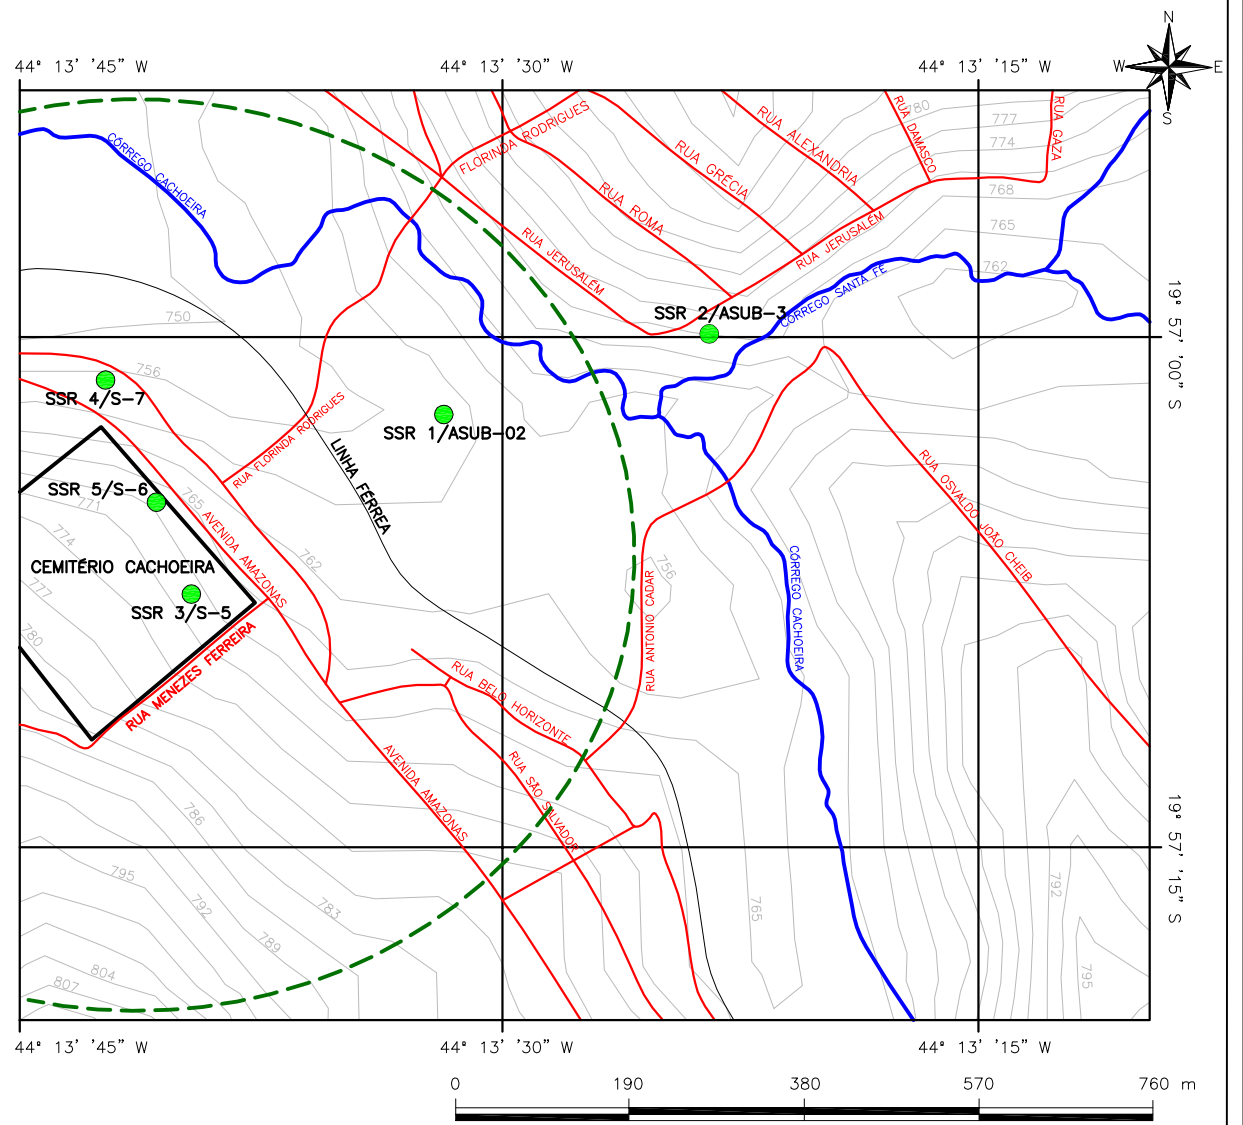 N
44° 13' '45" W
44° 13' '30" W
44° 13' '15" W
W
E
S
780
777
774
768
765
762
RUA DAMASCO
RUA GAZA
RUA ALEXANDRIA
RUA GRÉCIA
FLORINDA RODRIGUES
RUA ROMA
RUA JERUSALÉM
RUA JERUSALÉM
CÓRREGO CACHOEIRA
CÓRREGO SANTA FÉ
SSR 2/ASUB-3
19° 57' '00" S
750
756
SSR 4/S-7
SSR 1/ASUB-02
RUA FLORINDA RODRIGUES
LINHA FÉRREA
SSR 5/S-6
765
771
774
777
780
762
AVENIDA AMAZONAS
CEMITÉRIO CACHOEIRA
SSR 3/S-5
RUA MENEZES FERREIRA
RUA OSVALDO JOÃO CHEIB
756
RUA ANTONIO CADAR
CÓRREGO CACHOEIRA
RUA BELO HORIZONTE
RUA SÃO SALVADOR
AVENIDA AMAZONAS
786
795
792
783
789
804
807
765
792
795
19° 57' '15" S
44° 13' '45" W
44° 13' '30" W
44° 13' '15" W
0 190 380 570 760 m